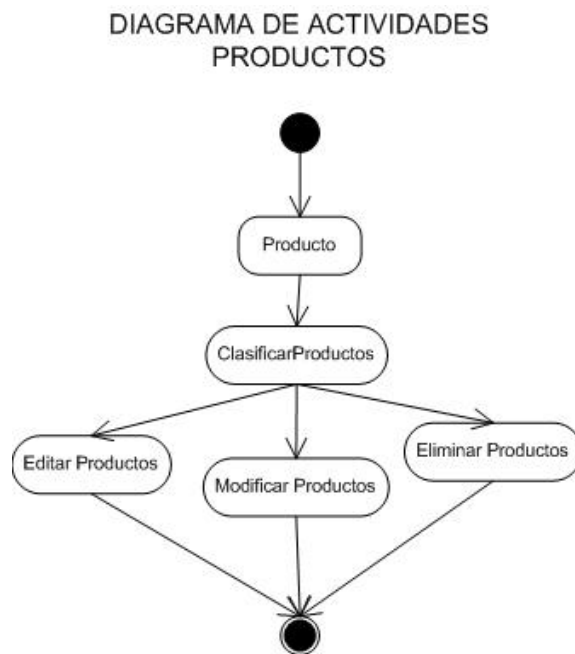 DIAGRAMA DE ACTIVIDADES
PRODUCTOS
Producto
ClasificarProductos
Editar Productos
Modificar Productos
Eliminar Productos